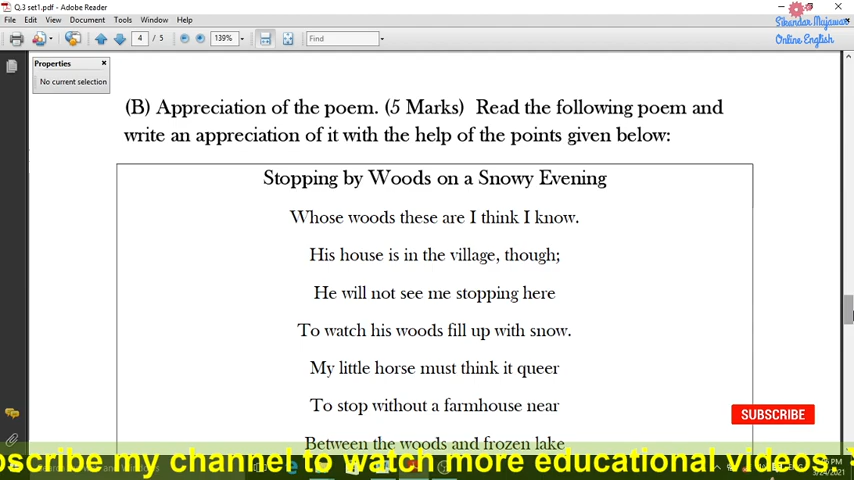 Q.3 set1.pdf - Adobe Reader
File Edit View Document Tools Window Help
Sikandar Mujawar
Online English
4 / 5 139% Find
Properties
No current selection
(B) Appreciation of the poem. (5 Marks) Read the following poem and
write an appreciation of it with the help of the points given below:
Stopping by Woods on a Snowy Evening
Whose woods these are I think I know.
His house is in the village, though;
He will not see me stopping here
To watch his woods fill up with snow.
My little horse must think it queer
To stop without a farmhouse near
Between the woods and frozen lake
SUBSCRIBE
bscribe my channel to watch more educational videos.
3/24/2021